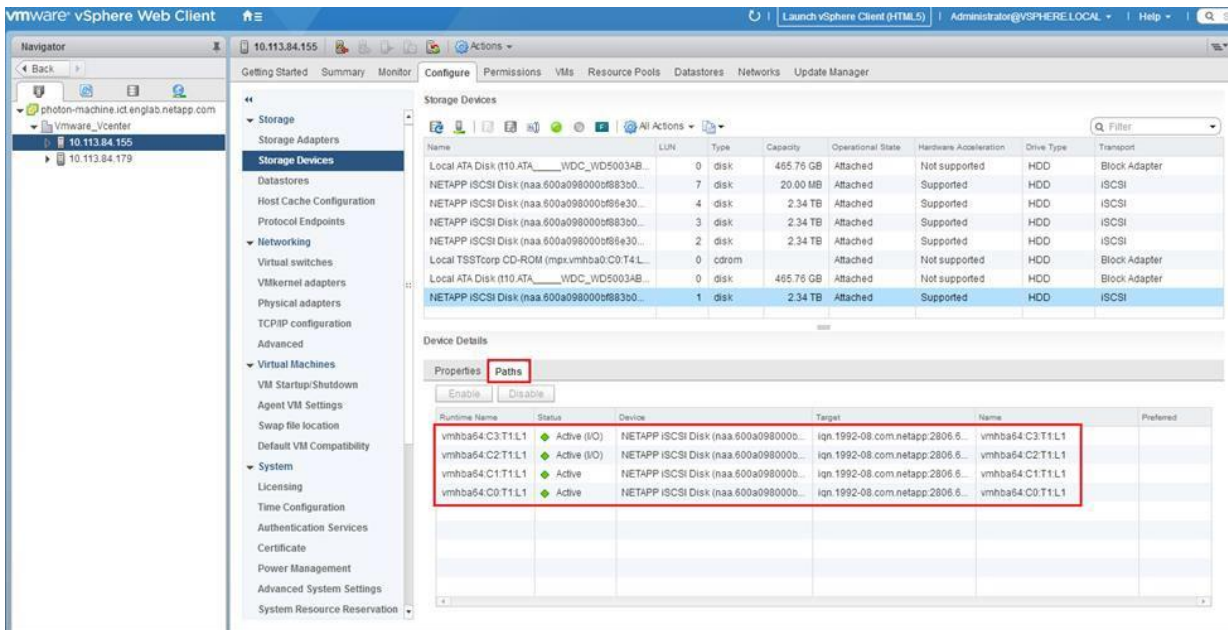 vmware® vSphere Web Client
Launch vSphere Client (HTML5) | Administrator@VSPHERE.LOCAL | Help
Navigator
Back
photon-machine.ict.englab.netapp.com
Vmware_Vcenter
10.113.84.155
10.113.84.179
10.113.84.155 Actions
Getting Started Summary Monitor Configure Permissions VMs Resource Pools Datastores Networks Update Manager
Storage
Storage Adapters
Storage Devices
Datastores
Host Cache Configuration
Protocol Endpoints
Networking
Virtual switches
VMkernel adapters
Physical adapters
TCP/IP configuration
Advanced
Virtual Machines
VM Startup/Shutdown
Agent VM Settings
Swap file location
Default VM Compatibility
System
Licensing
Time Configuration
Authentication Services
Certificate
Power Management
Advanced System Settings
System Resource Reservation
Storage Devices
All Actions
Filter
Name LUN Type Capacity Operational State Hardware Acceleration Drive Type Transport
Local ATA Disk (t10.ATA_____WDC_WD5003AB... 0 disk 465.76 GB Attached Not supported HDD Block Adapter
NETAPP iSCSI Disk (naa.600a098000bf883b0... 7 disk 20.00 MB Attached Supported HDD iSCSI
NETAPP iSCSI Disk (naa.600a098000bf86e30... 4 disk 2.34 TB Attached Supported HDD iSCSI
NETAPP iSCSI Disk (naa.600a098000bf883b0... 3 disk 2.34 TB Attached Supported HDD iSCSI
NETAPP iSCSI Disk (naa.600a098000bf86e30... 2 disk 2.34 TB Attached Supported HDD iSCSI
Local TSSTcorp CD-ROM (mpx.vmhba0:C0:T4:L... 0 cdrom Attached Not supported HDD Block Adapter
Local ATA Disk (t10.ATA_____WDC_WD5003AB... 0 disk 465.76 GB Attached Not supported HDD Block Adapter
NETAPP iSCSI Disk (naa.600a098000bf883b0... 1 disk 2.34 TB Attached Supported HDD iSCSI
Device Details
Properties Paths
Enable Disable
Runtime Name Status Device Target Name Preferred
vmhba64:C3:T1:L1 Active (I/O) NETAPP iSCSI Disk (naa.600a098000b... iqn.1992-08.com.netapp:2806.6... vmhba64:C3:T1:L1
vmhba64:C2:T1:L1 Active (I/O) NETAPP iSCSI Disk (naa.600a098000b... iqn.1992-08.com.netapp:2806.6... vmhba64:C2:T1:L1
vmhba64:C1:T1:L1 Active NETAPP iSCSI Disk (naa.600a098000b... iqn.1992-08.com.netapp:2806.6... vmhba64:C1:T1:L1
vmhba64:C0:T1:L1 Active NETAPP iSCSI Disk (naa.600a098000b... iqn.1992-08.com.netapp:2806.6... vmhba64:C0:T1:L1